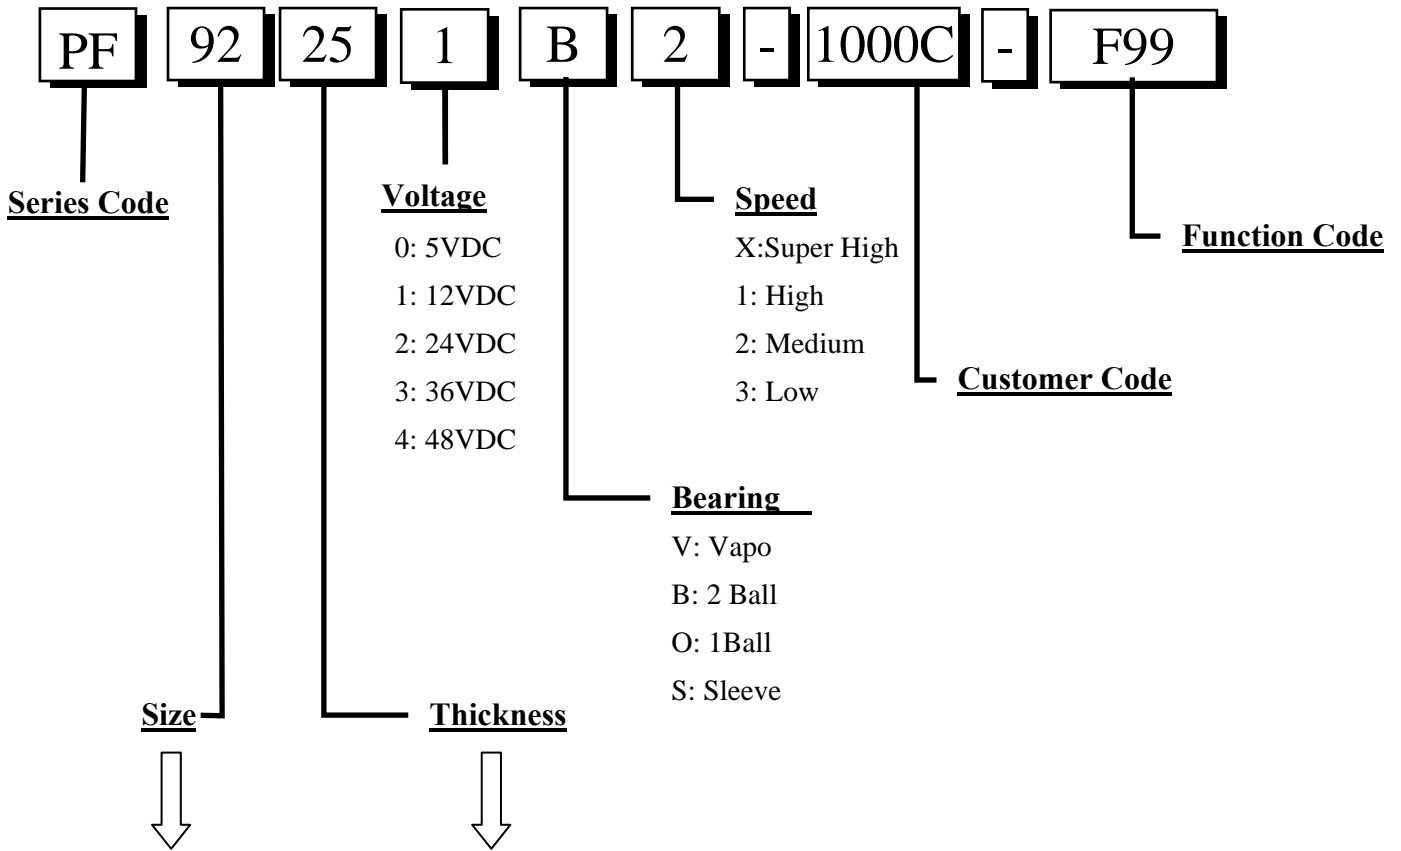 PF 92 25 1 B 2 - 1000C - F99
Series Code
Voltage
0: 5VDC
1: 12VDC
2: 24VDC
3: 36VDC
4: 48VDC
Speed
X:Super High
1: High
2: Medium
3: Low
Function Code
Customer Code
Bearing
V: Vapo
B: 2 Ball
O: 1Ball
S: Sleeve
Size
Thickness